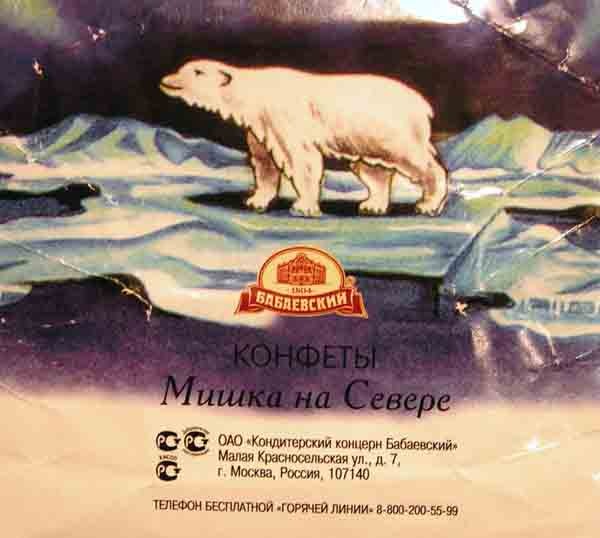 1804
БАБАЕВСКИЙ
КОНФЕТЫ
Мишка на Севере
ОАО «Кондитерский концерн Бабаевский»
Малая Красносельская ул., д. 7,
г. Москва, Россия, 107140
ТЕЛЕФОН БЕСПЛАТНОЙ «ГОРЯЧЕЙ ЛИНИИ» 8-800-200-55-99